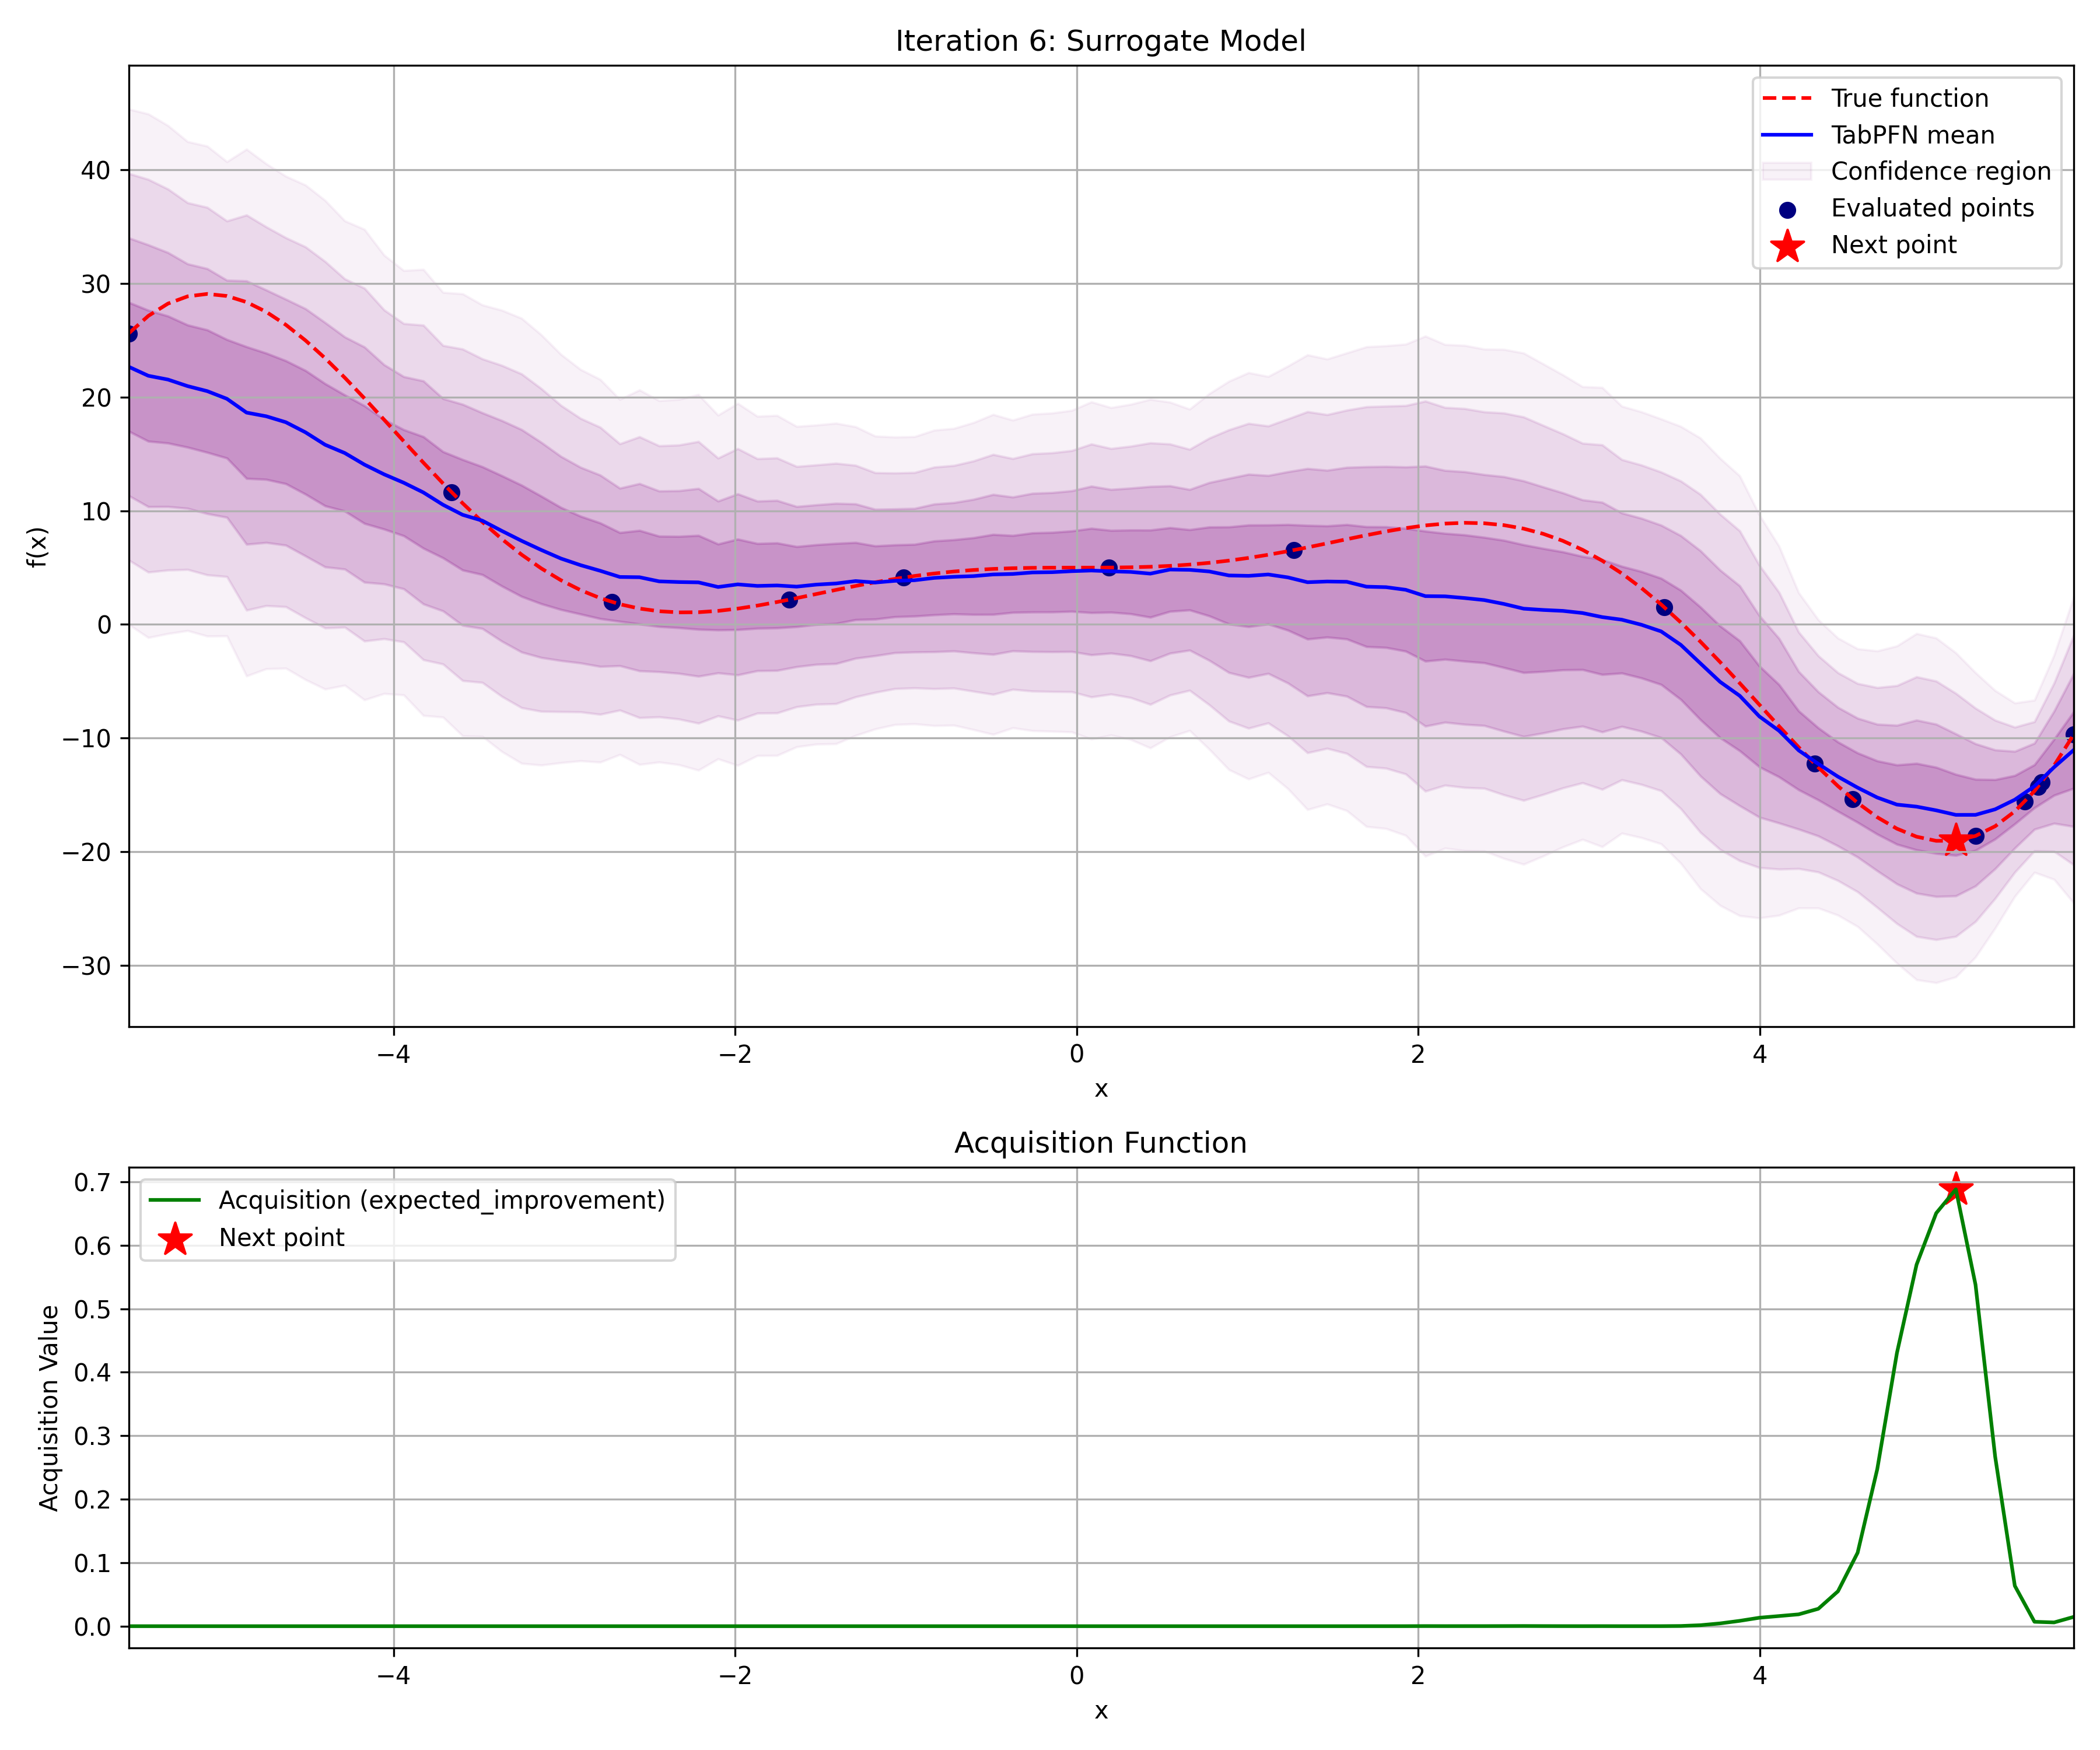 Iteration 6: Surrogate Model
True function
TabPFN mean
Confidence region
Evaluated points
Next point
40
30
20
10
0
−10
−20
−30
f(x)
−4
−2
0
2
4
x
Acquisition Function
Acquisition (expected_improvement)
Next point
0.7
0.6
0.5
0.4
0.3
0.2
0.1
0.0
Acquisition Value
−4
−2
0
2
4
x